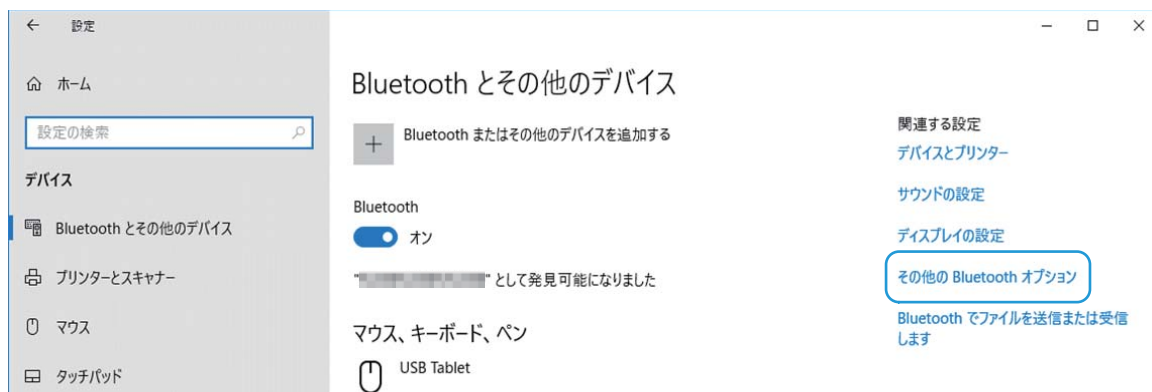 設定
ホーム
設定の検索
デバイス
Bluetooth とその他のデバイス
プリンターとスキャナー
マウス
タッチパッド
Bluetooth とその他のデバイス
Bluetooth またはその他のデバイスを追加する
Bluetooth
オン
"" として発見可能になりました
マウス、キーボード、ペン
USB Tablet
関連する設定
デバイスとプリンター
サウンドの設定
ディスプレイの設定
その他の Bluetooth オプション
Bluetooth でファイルを送信または受信
します